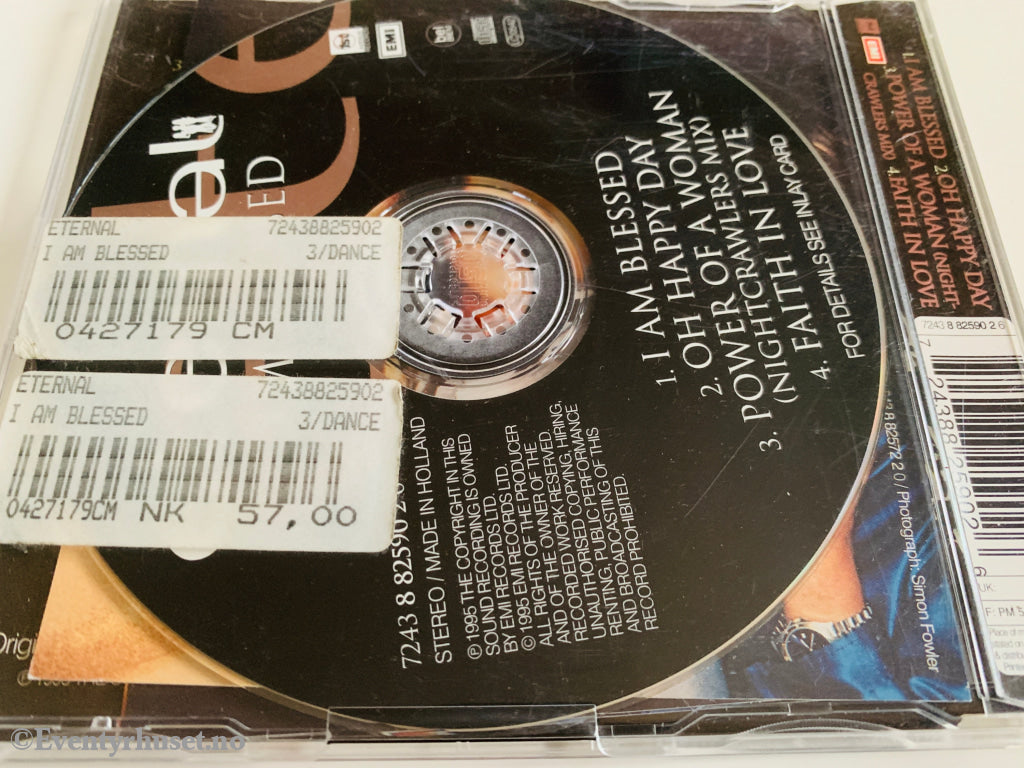 ETERNAL 72438825902
I AM BLESSED 3/DANCE
0427179 CM
ETERNAL 72438825902
I AM BLESSED 3/DANCE
0427179CM NK 57,00
EMI
1. I AM BLESSED
2. OH HAPPY DAY
3. POWER OF A WOMAN
(NIGHTCRAWLERS MIX)
4. FAITH IN LOVE
FOR DETAILS SEE INLAY CARD
STEREO / MADE IN HOLLAND
℗ 1995 THE COPYRIGHT IN THIS
SOUND RECORDING IS OWNED
BY EMI RECORDS LTD.
© 1995 EMI RECORDS LTD.
ALL RIGHTS OF THE PRODUCER
AND OF THE OWNER OF THE
RECORDED WORK RESERVED.
UNAUTHORISED COPYING, HIRING,
RENTING, PUBLIC PERFORMANCE
AND BROADCASTING OF THIS
RECORD PROHIBITED.
EMI
1. I AM BLESSED 2. OH HAPPY DAY
3. POWER OF A WOMAN (NIGHT-
CRAWLERS MIX) 4. FAITH IN LOVE
7243 8 82590 2 6
7 24388 25902 6
Photograph: Simon Fowler
UK:
©Eventyrhuset.no